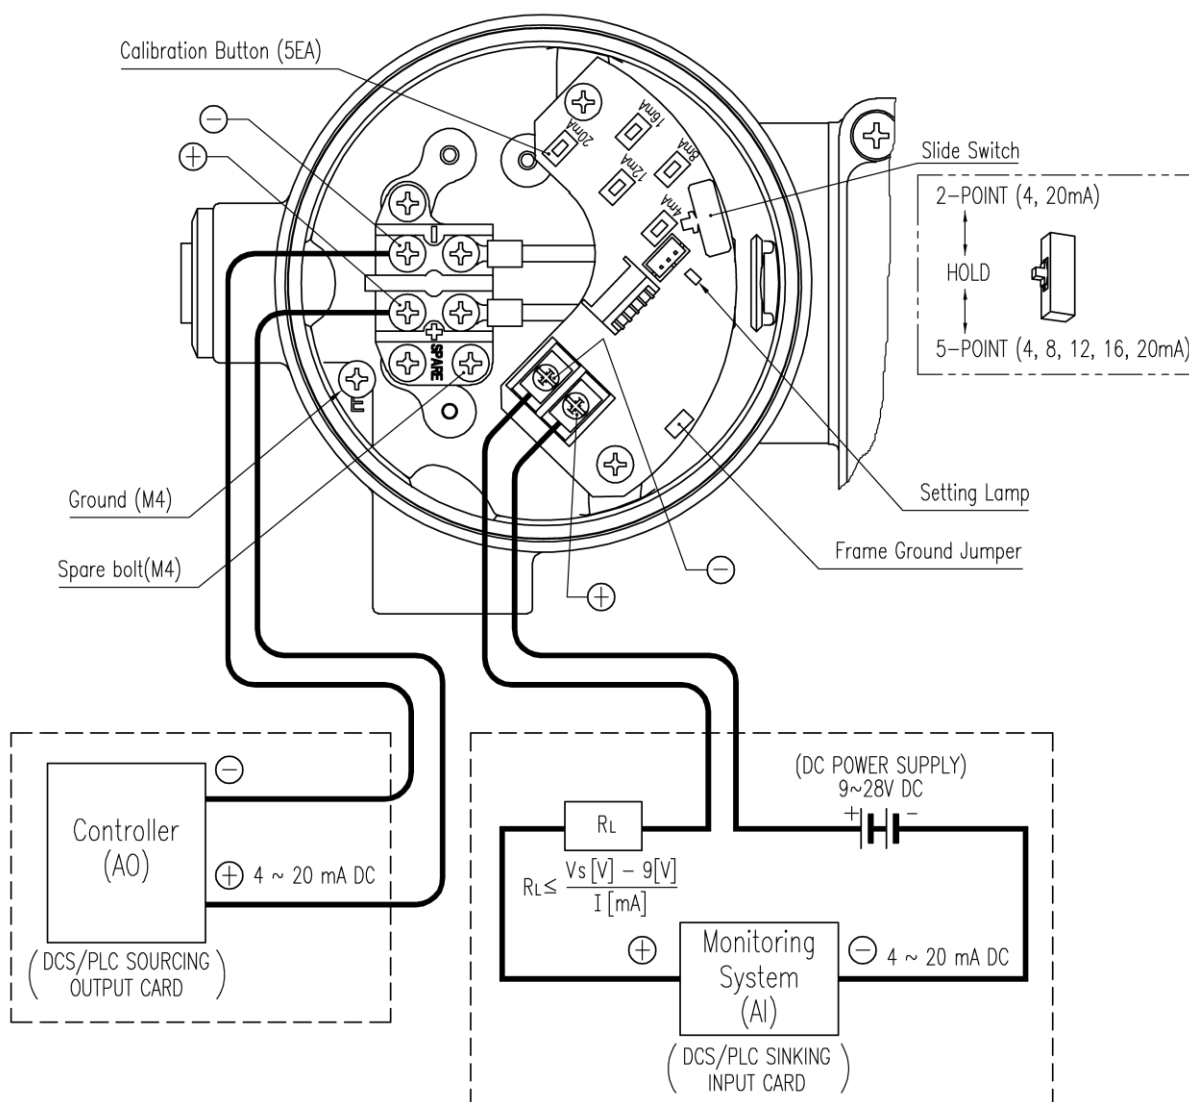 Calibration Button (5EA)
−
+
20mA
16mA
12mA
8mA
4mA
Slide Switch
2-POINT (4, 20mA)
HOLD
5-POINT (4, 8, 12, 16, 20mA)
−
+
SPARE
Ground (M4)
Spare bolt(M4)
Setting Lamp
Frame Ground Jumper
−
+
Controller
(AO)
−
+ 4 ~ 20 mA DC
(DCS/PLC SOURCING
OUTPUT CARD)
(DC POWER SUPPLY)
9~28V DC
+ -
RL
RL≤ Vs[V] - 9[V]
I[mA]
+
Monitoring
System
(AI)
− 4 ~ 20 mA DC
(DCS/PLC SINKING
INPUT CARD)